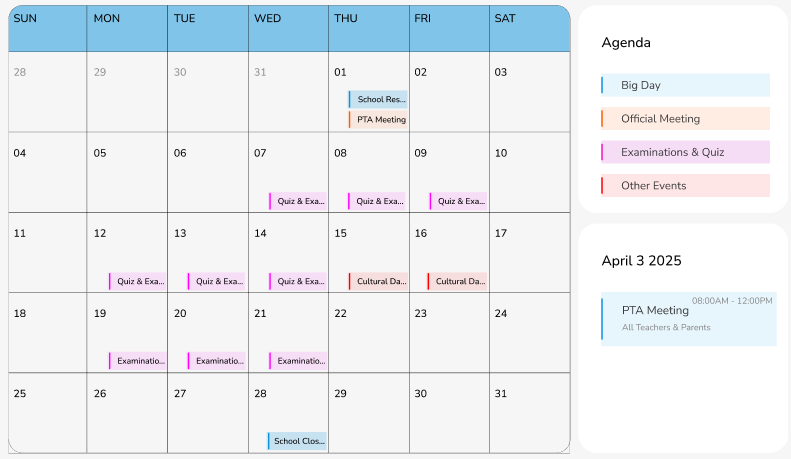 SUN MON TUE WED THU FRI SAT
28 29 30 31 01 02 03
School Res...
PTA Meeting
04 05 06 07 08 09 10
Quiz & Exa... Quiz & Exa... Quiz & Exa...
11 12 13 14 15 16 17
Quiz & Exa... Quiz & Exa... Quiz & Exa... Cultural Da... Cultural Da...
18 19 20 21 22 23 24
Examinatio... Examinatio... Examinatio...
25 26 27 28 29 30 31
School Clos...
Agenda
Big Day
Official Meeting
Examinations & Quiz
Other Events
April 3 2025
08:00AM - 12:00PM
PTA Meeting
All Teachers & Parents